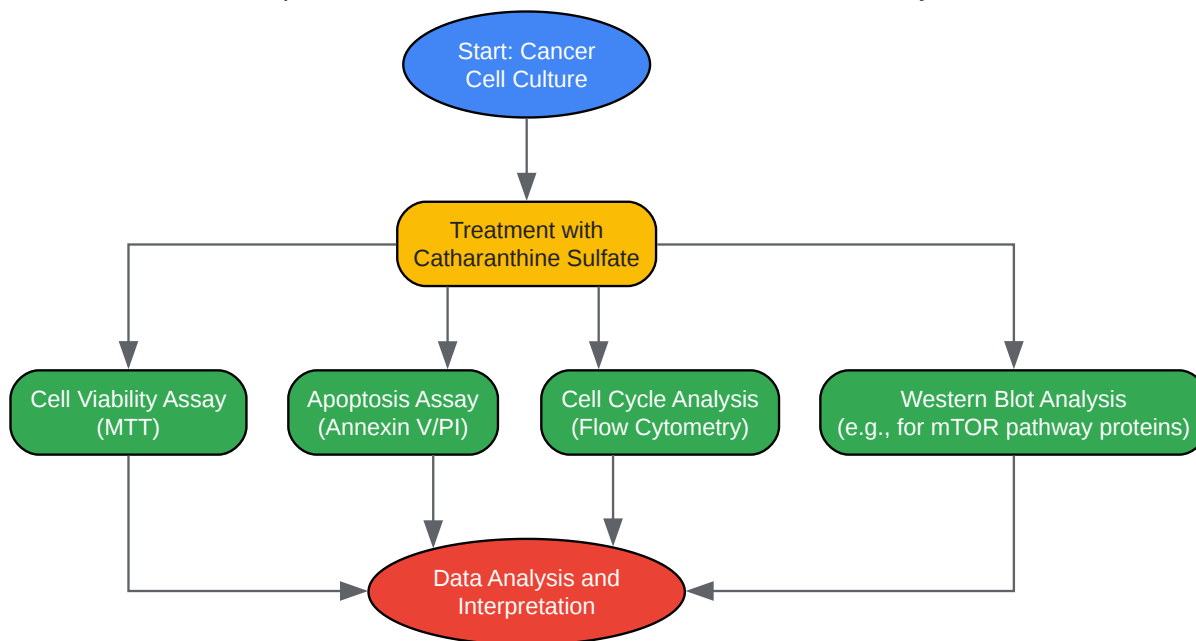 Start: Cancer
Cell Culture
Treatment with
Catharanthine Sulfate
Cell Viability Assay
(MTT)
Apoptosis Assay
(Annexin V/PI)
Cell Cycle Analysis
(Flow Cytometry)
Western Blot Analysis
(e.g., for mTOR pathway proteins)
Data Analysis and
Interpretation